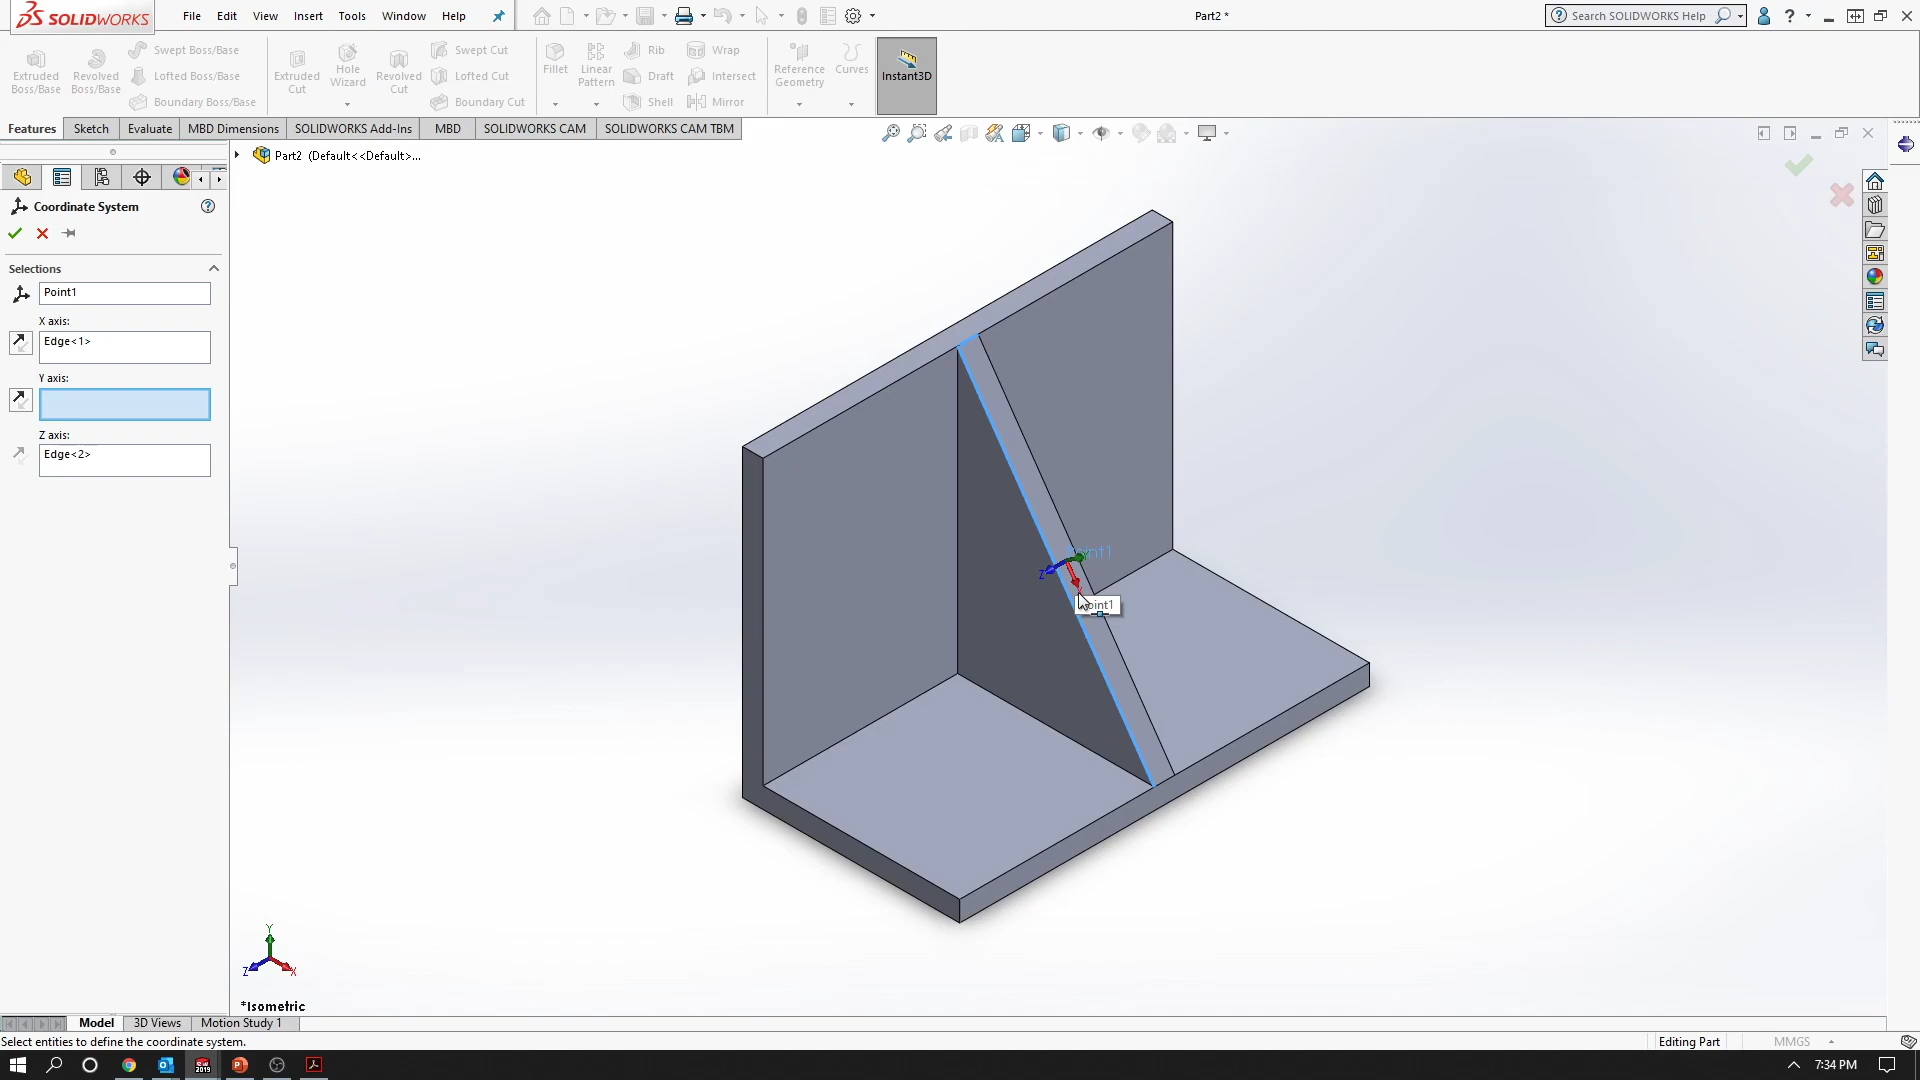 SOLIDWORKS
File Edit View Insert Tools Window Help
Part2 *
Search SOLIDWORKS Help
Extruded Boss/Base
Revolved Boss/Base
Swept Boss/Base
Lofted Boss/Base
Boundary Boss/Base
Extruded Cut
Hole Wizard
Revolved Cut
Swept Cut
Lofted Cut
Boundary Cut
Fillet
Linear Pattern
Rib
Draft
Shell
Wrap
Intersect
Mirror
Reference Geometry
Curves
Instant3D
Features Sketch Evaluate MBD Dimensions SOLIDWORKS Add-Ins MBD SOLIDWORKS CAM SOLIDWORKS CAM TBM
Part2 (Default<<Default>...
Coordinate System
Selections
Point1
X axis:
Edge<1>
Y axis:
Z axis:
Edge<2>
Z
Point1
Y
Z X
*Isometric
Model 3D Views Motion Study 1
Select entities to define the coordinate system.
Editing Part
MMGS
2019
7:34 PM